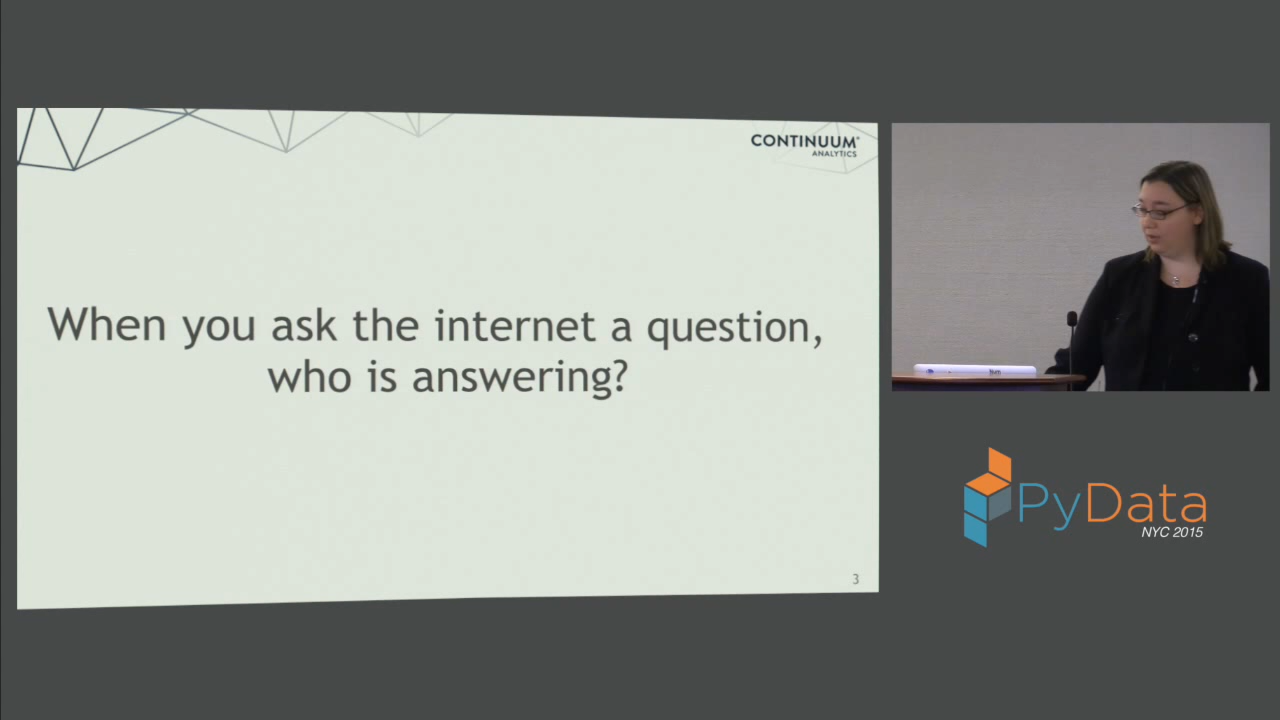 CONTINUUM
ANALYTICS
When you ask the internet a question,
who is answering?
3
PyData
NYC 2015